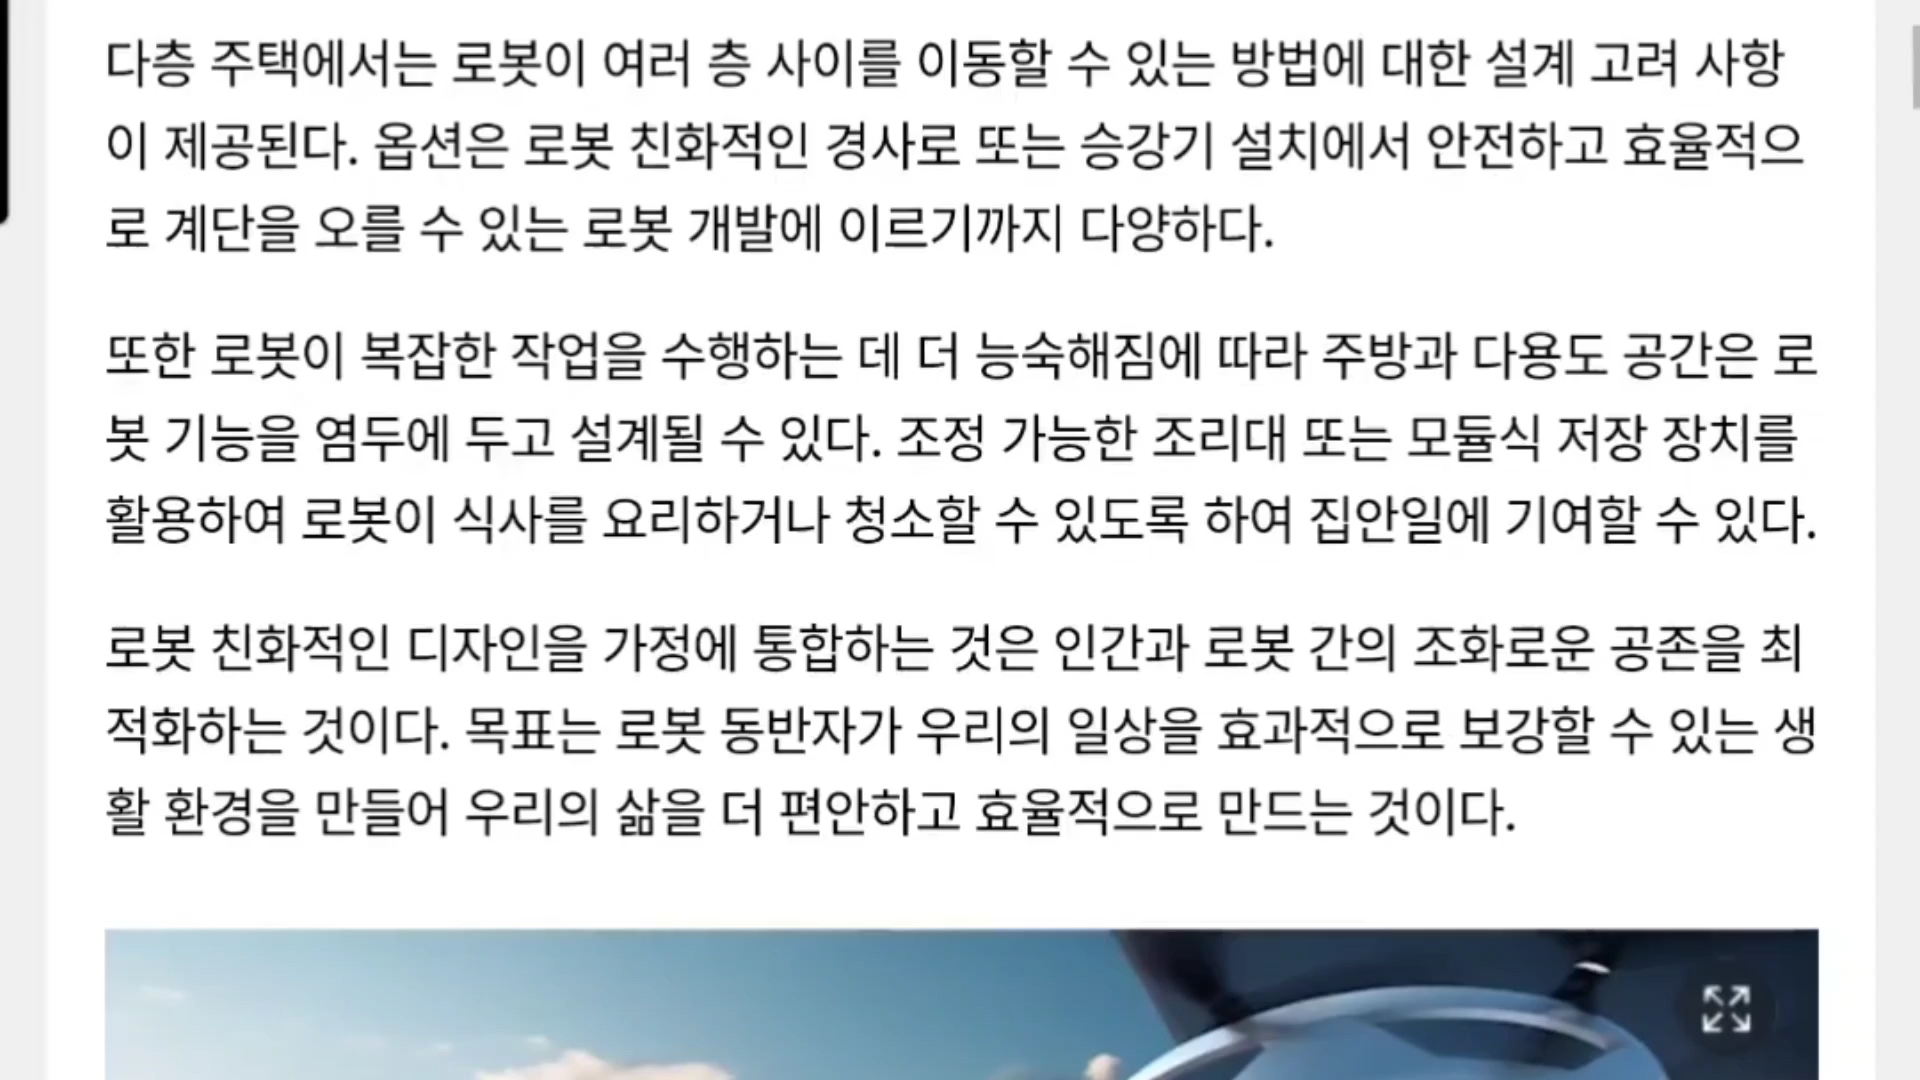 다층 주택에서는 로봇이 여러 층 사이를 이동할 수 있는 방법에 대한 설계 고려 사항
이 제공된다. 옵션은 로봇 친화적인 경사로 또는 승강기 설치에서 안전하고 효율적으
로 계단을 오를 수 있는 로봇 개발에 이르기까지 다양하다.
또한 로봇이 복잡한 작업을 수행하는 데 더 능숙해짐에 따라 주방과 다용도 공간은 로
봇 기능을 염두에 두고 설계될 수 있다. 조정 가능한 조리대 또는 모듈식 저장 장치를
활용하여 로봇이 식사를 요리하거나 청소할 수 있도록 하여 집안일에 기여할 수 있다.
로봇 친화적인 디자인을 가정에 통합하는 것은 인간과 로봇 간의 조화로운 공존을 최
적화하는 것이다. 목표는 로봇 동반자가 우리의 일상을 효과적으로 보강할 수 있는 생
활 환경을 만들어 우리의 삶을 더 편안하고 효율적으로 만드는 것이다.